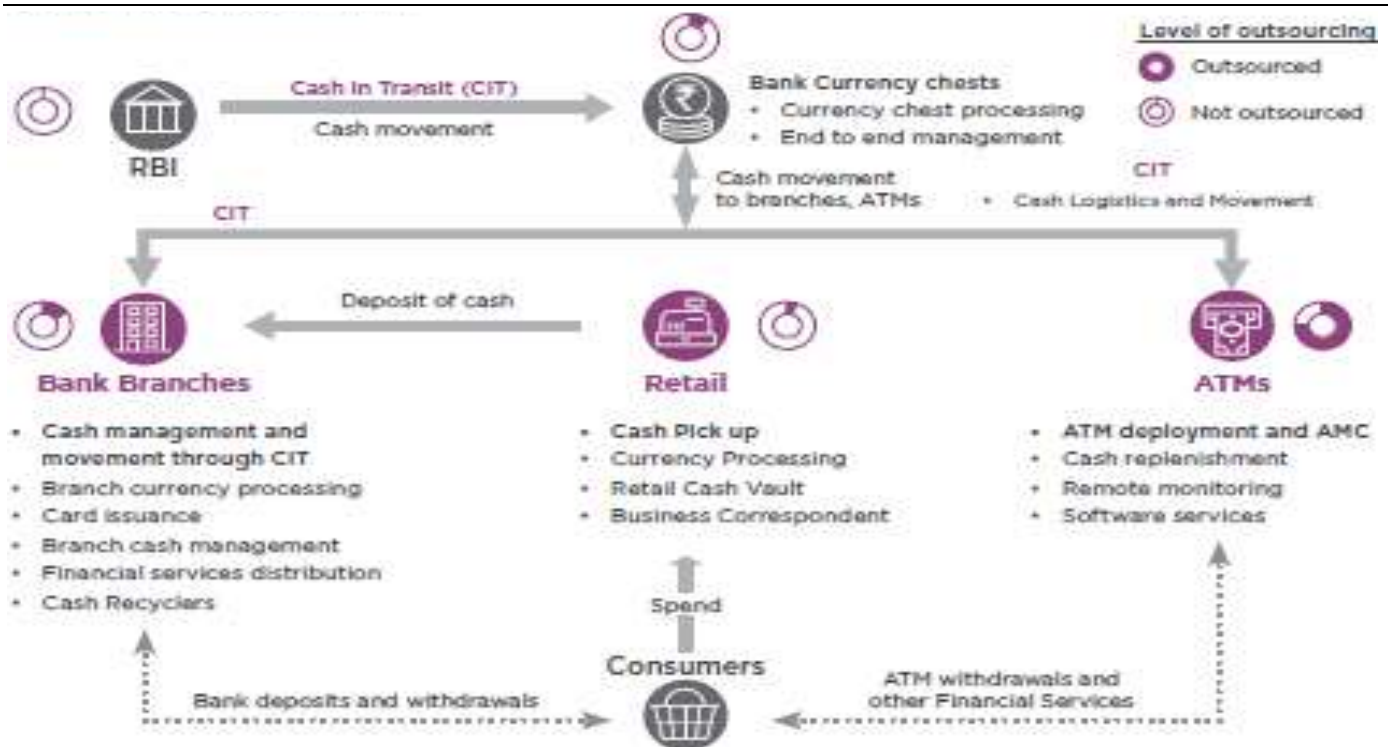 Level of outsourcing
Outsourced
Not outsourced
Cash in Transit (CIT)
Cash movement
RBI
Bank Currency chests
• Currency chest processing
• End to end management
Cash movement
to branches, ATMs
CIT
• Cash Logistics and Movement
CIT
Deposit of cash
Bank Branches
• Cash management and
movement through CIT
• Branch currency processing
• Card issuance
• Branch cash management
• Financial services distribution
• Cash Recyclers
Retail
• Cash Pick up
• Currency Processing
• Retail Cash Vault
• Business Correspondent
ATMs
• ATM deployment and AMC
• Cash replenishment
• Remote monitoring
• Software services
Spend
Consumers
Bank deposits and withdrawals
ATM withdrawals and
other Financial Services